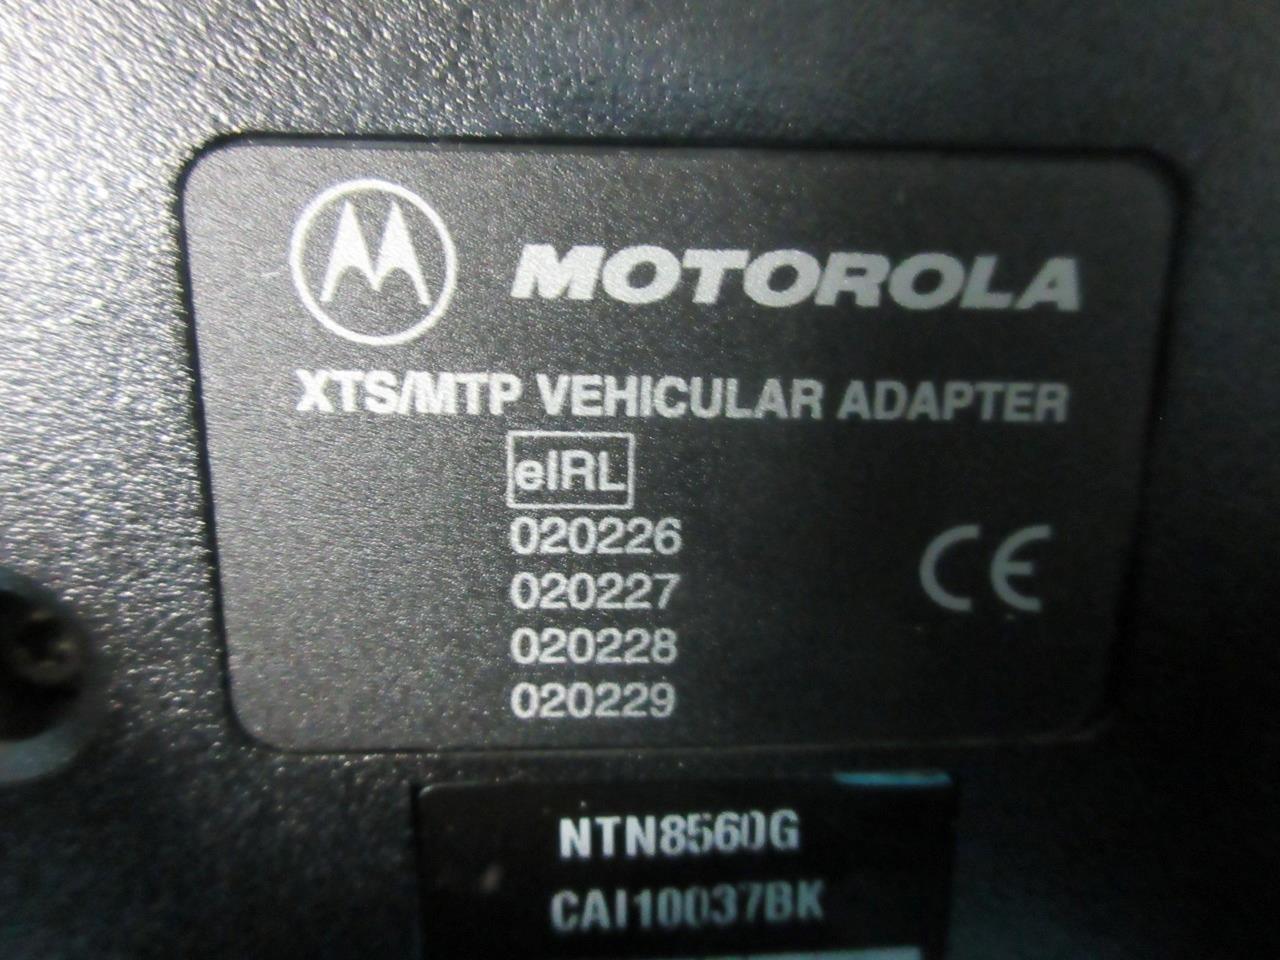 MOTOROLA
XTS/MTP VEHICULAR ADAPTER
eIRL
020226
020227
020228
020229
CE
NTN8560G
CAI10037BK